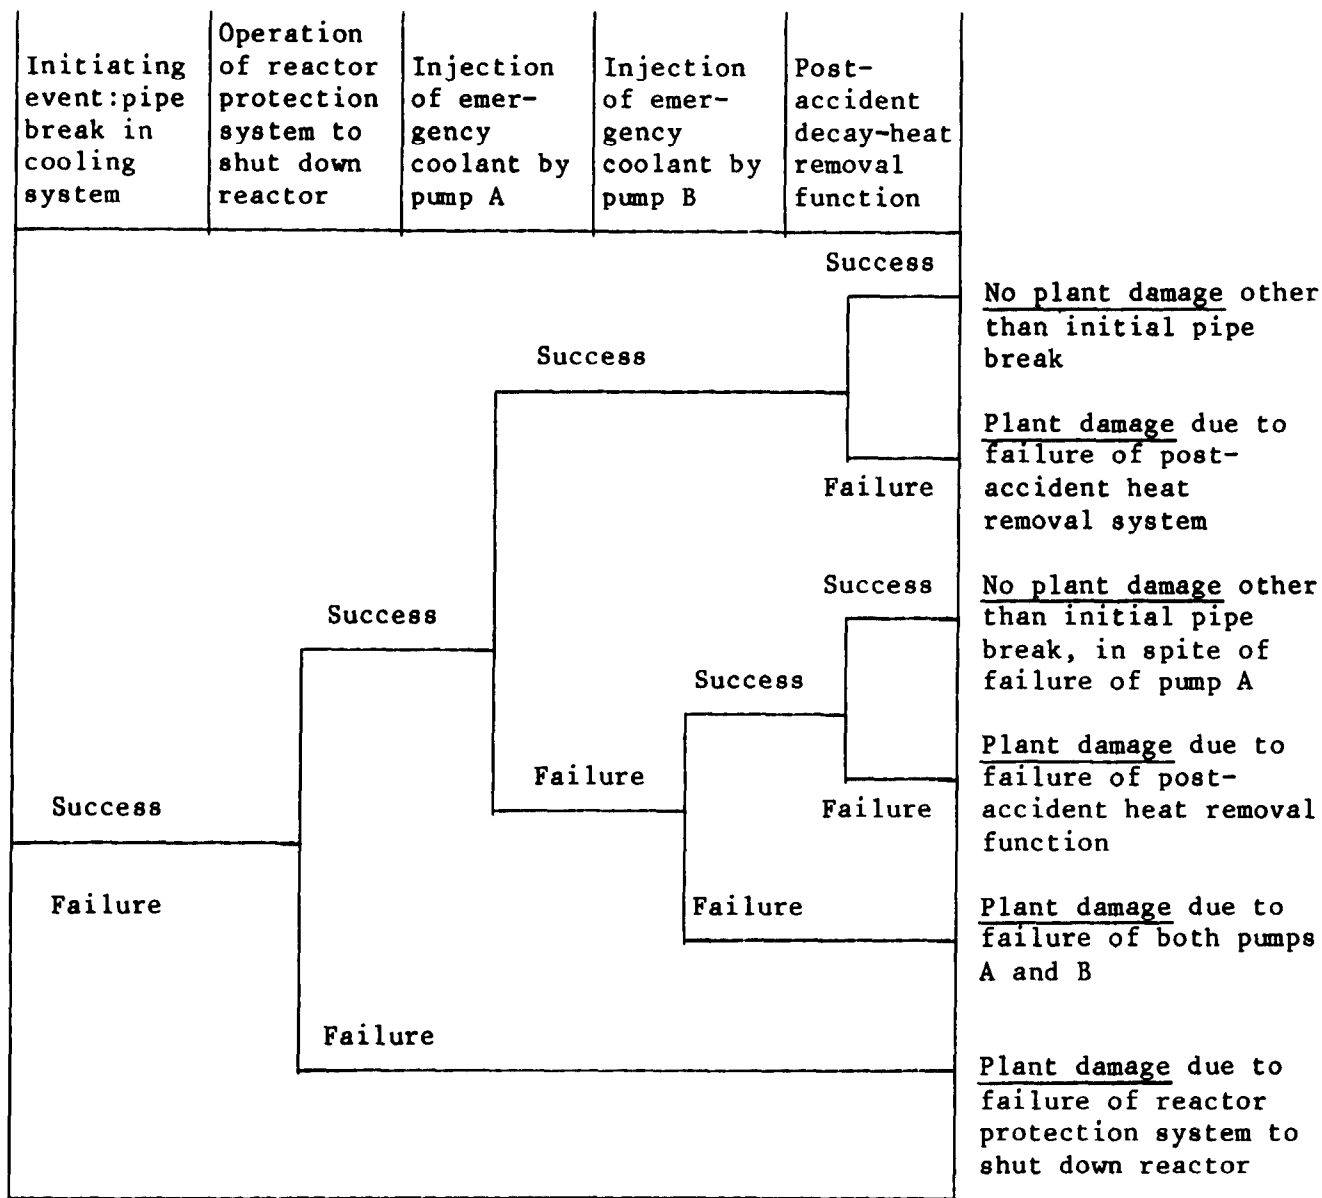 Initiating
event:pipe
break in
cooling
system
Operation
of reactor
protection
system to
shut down
reactor
Injection
of emer-
gency
coolant by
pump A
Injection
of emer-
gency
coolant by
pump B
Post-
accident
decay-heat
removal
function
Success
No plant damage other
than initial pipe
break
Success
Plant damage due to
failure of post-
accident heat
removal system
Failure
Success
No plant damage other
than initial pipe
break, in spite of
failure of pump A
Success
Success
Plant damage due to
failure of post-
accident heat removal
function
Failure
Failure
Success
Failure
Failure
Plant damage due to
failure of both pumps
A and B
Failure
Plant damage due to
failure of reactor
protection system to
shut down reactor